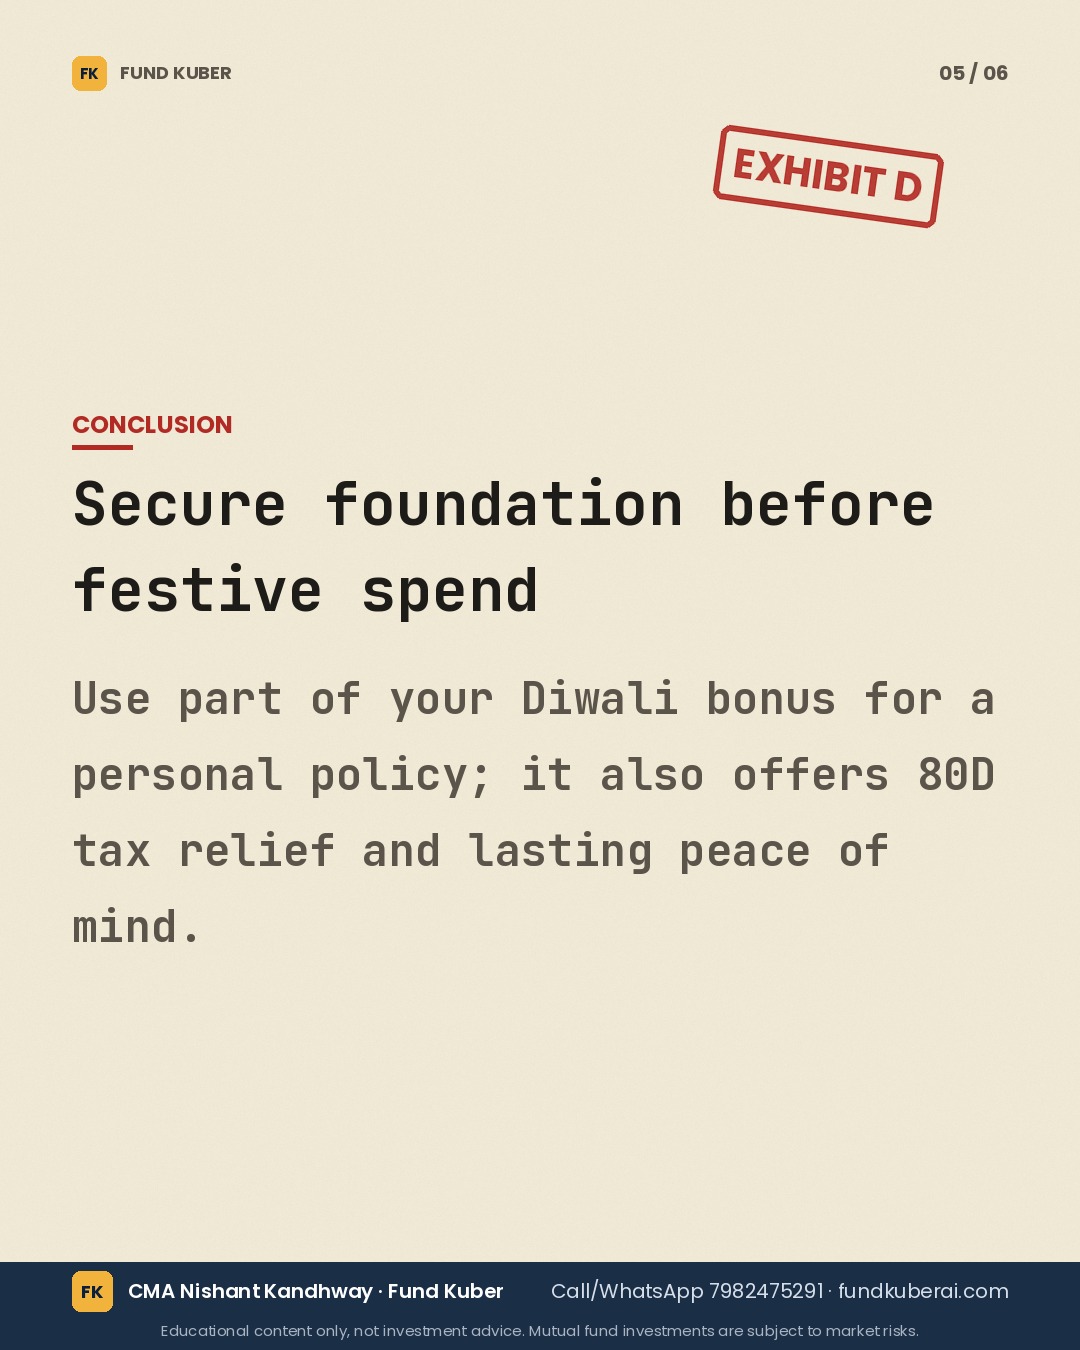 FK FUND KUBER
05 / 06
EXHIBIT D
CONCLUSION
Secure foundation before
festive spend
Use part of your Diwali bonus for a
personal policy; it also offers 80D
tax relief and lasting peace of
mind.
FK CMA Nishant Kandhway · Fund Kuber
Call/WhatsApp 7982475291 · fundkuberai.com
Educational content only, not investment advice. Mutual fund investments are subject to market risks.